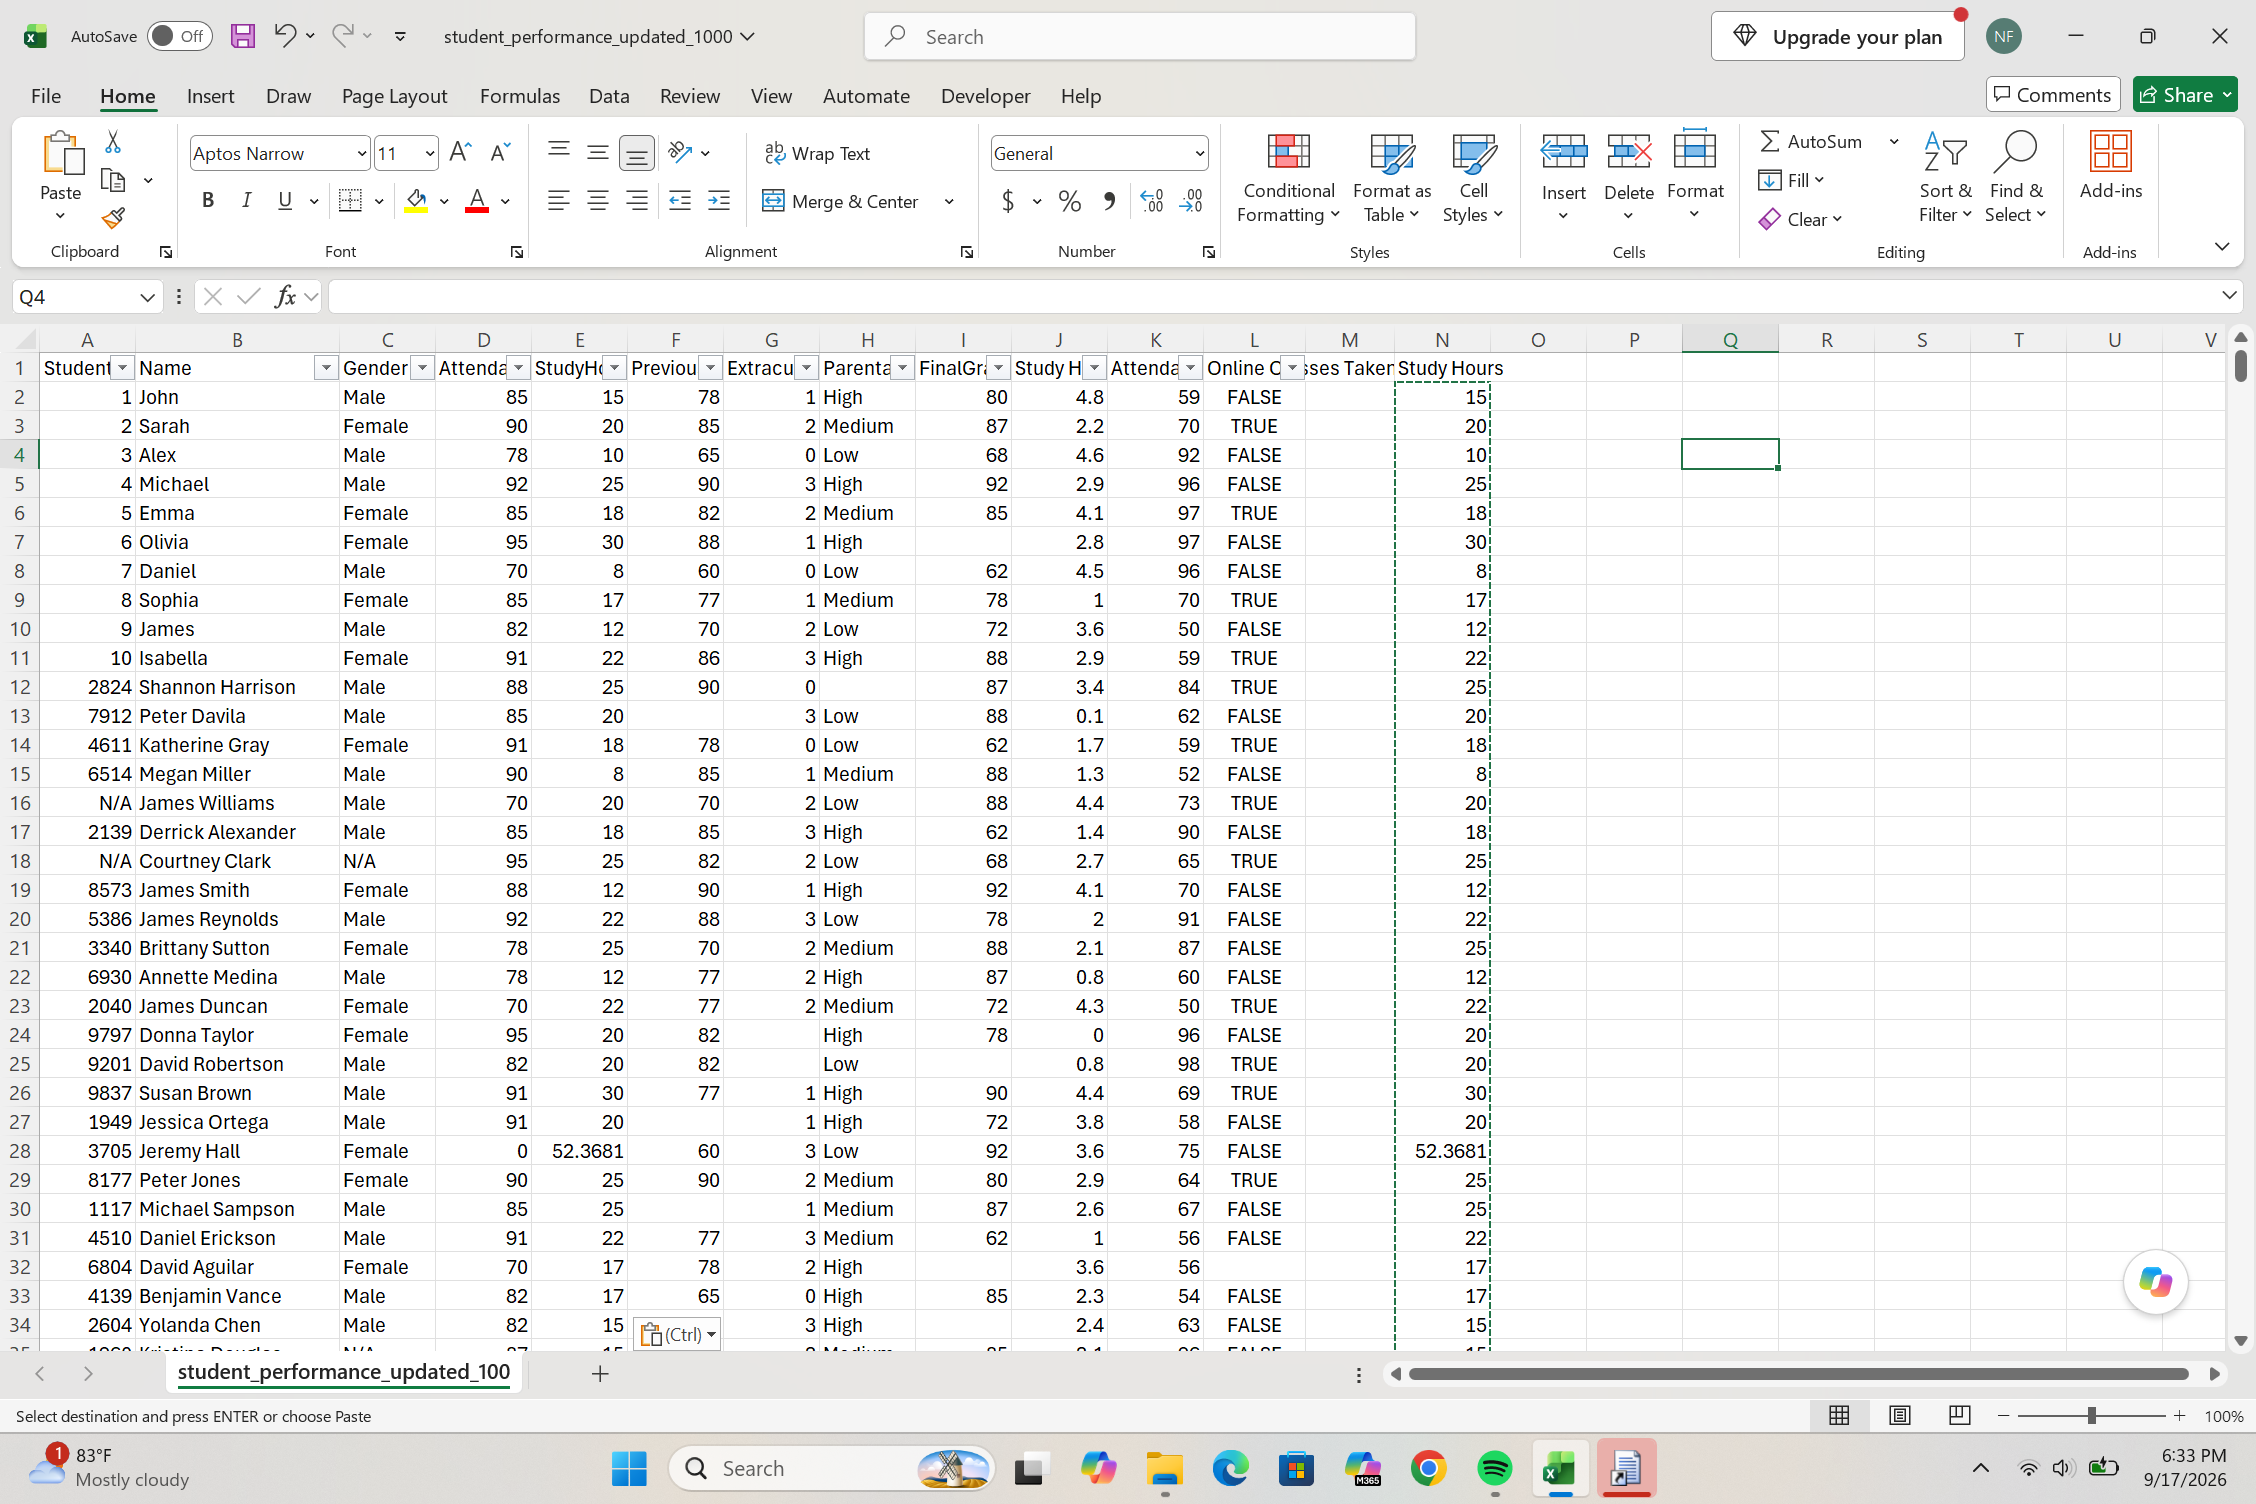 AutoSave Off student_performance_updated_1000 Search Upgrade your plan NF
File Home Insert Draw Page Layout Formulas Data Review View Automate Developer Help Comments Share
Paste Clipboard
Aptos Narrow 11 B I U Font
Wrap Text Merge & Center Alignment
General $ % Number
Conditional Formatting Format as Table Cell Styles Styles
Insert Delete Format Cells
AutoSum Fill Clear Sort & Filter Find & Select Editing
Add-ins Add-ins
Q4 fx
A B C D E F G H I J K L M N O P Q R S T U V
1 Student Name Gender Attenda StudyHo Previou Extracu Parenta FinalGra Study H Attenda Online C sses Taken Study Hours
2 1 John Male 85 15 78 1 High 80 4.8 59 FALSE 15
3 2 Sarah Female 90 20 85 2 Medium 87 2.2 70 TRUE 20
4 3 Alex Male 78 10 65 0 Low 68 4.6 92 FALSE 10
5 4 Michael Male 92 25 90 3 High 92 2.9 96 FALSE 25
6 5 Emma Female 85 18 82 2 Medium 85 4.1 97 TRUE 18
7 6 Olivia Female 95 30 88 1 High 2.8 97 FALSE 30
8 7 Daniel Male 70 8 60 0 Low 62 4.5 96 FALSE 8
9 8 Sophia Female 85 17 77 1 Medium 78 1 70 TRUE 17
10 9 James Male 82 12 70 2 Low 72 3.6 50 FALSE 12
11 10 Isabella Female 91 22 86 3 High 88 2.9 59 TRUE 22
12 2824 Shannon Harrison Male 88 25 90 0 87 3.4 84 TRUE 25
13 7912 Peter Davila Male 85 20 3 Low 88 0.1 62 FALSE 20
14 4611 Katherine Gray Female 91 18 78 0 Low 62 1.7 59 TRUE 18
15 6514 Megan Miller Male 90 8 85 1 Medium 88 1.3 52 FALSE 8
16 N/A James Williams Male 70 20 70 2 Low 88 4.4 73 TRUE 20
17 2139 Derrick Alexander Male 85 18 85 3 High 62 1.4 90 FALSE 18
18 N/A Courtney Clark N/A 95 25 82 2 Low 68 2.7 65 TRUE 25
19 8573 James Smith Female 88 12 90 1 High 92 4.1 70 FALSE 12
20 5386 James Reynolds Male 92 22 88 3 Low 78 2 91 FALSE 22
21 3340 Brittany Sutton Female 78 25 70 2 Medium 88 2.1 87 FALSE 25
22 6930 Annette Medina Male 78 12 77 2 High 87 0.8 60 FALSE 12
23 2040 James Duncan Female 70 22 77 2 Medium 72 4.3 50 TRUE 22
24 9797 Donna Taylor Female 95 20 82 High 78 0 96 FALSE 20
25 9201 David Robertson Male 82 20 82 Low 0.8 98 TRUE 20
26 9837 Susan Brown Male 91 30 77 1 High 90 4.4 69 TRUE 30
27 1949 Jessica Ortega Male 91 20 1 High 72 3.8 58 FALSE 20
28 3705 Jeremy Hall Female 0 52.3681 60 3 Low 92 3.6 75 FALSE 52.3681
29 8177 Peter Jones Female 90 25 90 2 Medium 80 2.9 64 TRUE 25
30 1117 Michael Sampson Male 85 25 1 Medium 87 2.6 67 FALSE 25
31 4510 Daniel Erickson Male 91 22 77 3 Medium 62 1 56 FALSE 22
32 6804 David Aguilar Female 70 17 78 2 High 3.6 56 17
33 4139 Benjamin Vance Male 82 17 65 0 High 85 2.3 54 FALSE 17
34 2604 Yolanda Chen Male 82 15 (Ctrl) 3 High 2.4 63 FALSE 15
student_performance_updated_100
Select destination and press ENTER or choose Paste 100%
1 83°F Search M365 6:33 PM
Mostly cloudy 9/17/2026